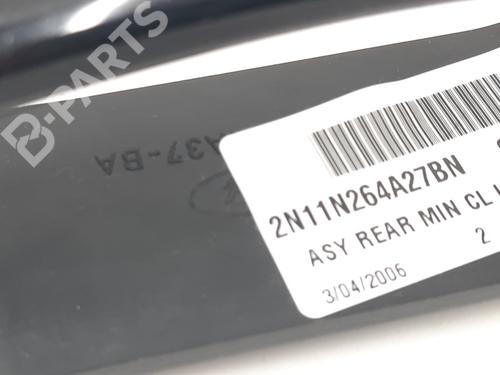 B-PARTS
A37-BA
2N11N264A27BN
ASY REAR MIN CL
3/04/2006
2